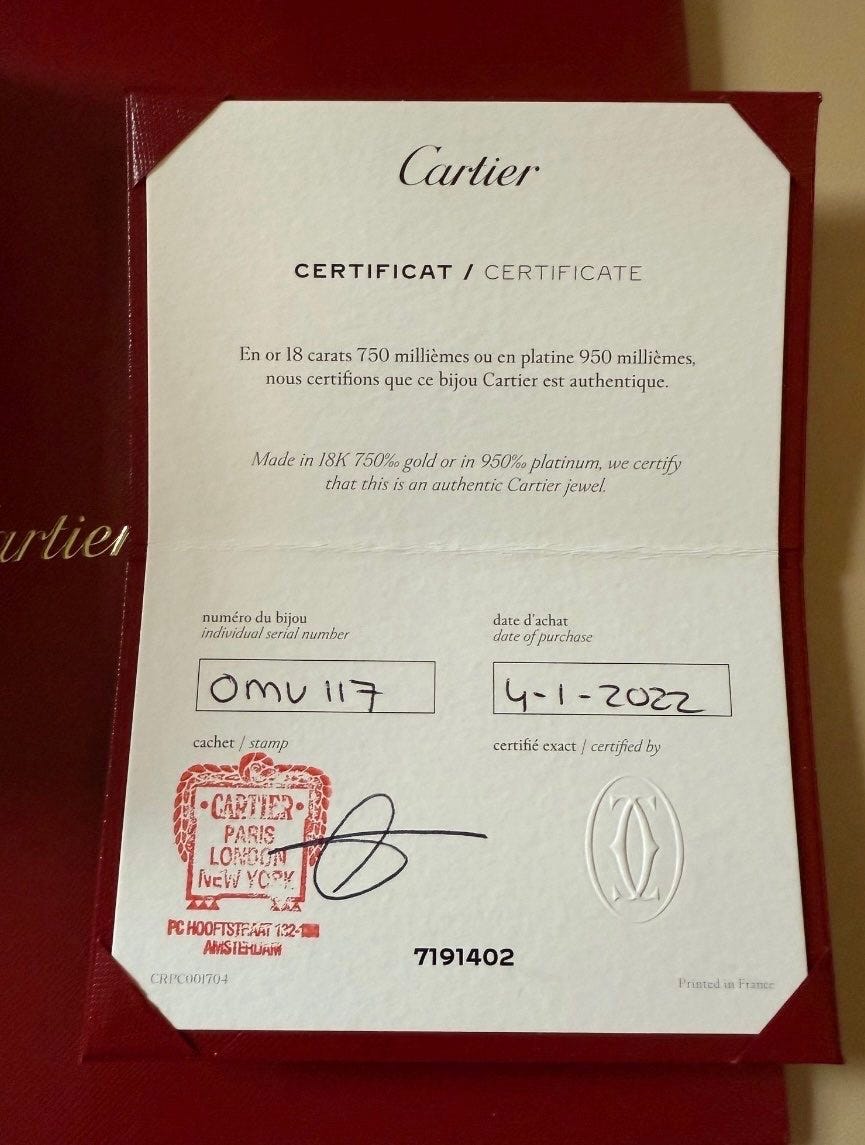 Cartier
CERTIFICAT / CERTIFICATE
En or 18 carats 750 millièmes ou en platine 950 millièmes,
nous certifions que ce bijou Cartier est authentique.
Made in 18K 750‰ gold or in 950‰ platinum, we certify
that this is an authentic Cartier jewel.
artier
numéro du bijou
individual serial number
date d'achat
date of purchase
OMU 117
4-1-2022
cachet / stamp
certifié exact / certified by
CARTIER
PARIS
LONDON
NEW YORK
PC HOOFTSTRAAT 132-
AMSTERDAM
7191402
CRPC001704
Printed in France